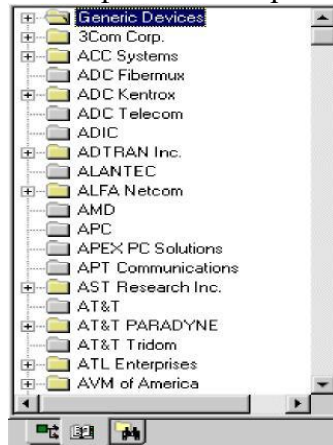 Generic Devices
3Com Corp.
ACC Systems
ADC Fibermux
ADC Kentrox
ADC Telecom
ADIC
ADTRAN Inc.
ALANTEC
ALFA Netcom
AMD
APC
APEX PC Solutions
APT Communications
AST Research Inc.
AT&T
AT&T PARADYNE
AT&T Tridom
ATL Enterprises
AVM of America